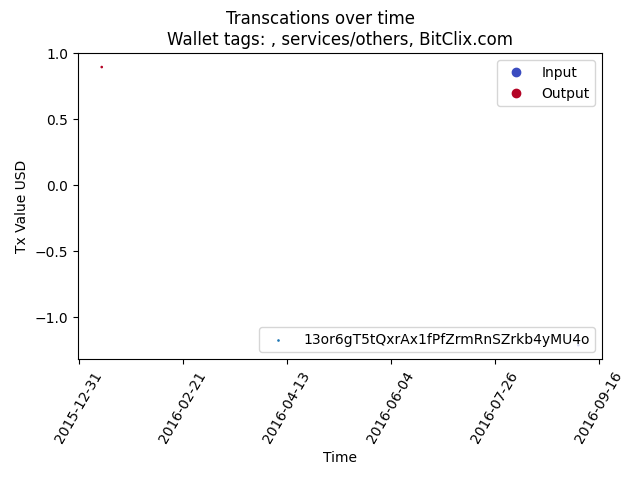 Transcations over time
Wallet tags: , services/others, BitClix.com
1.0
0.5
0.0
−0.5
−1.0
Tx Value USD
Input
Output
13or6gT5tQxrAx1fPfZrmRnSZrkb4yMU4o
2015-12-31
2016-02-21
2016-04-13
2016-06-04
2016-07-26
2016-09-16
Time